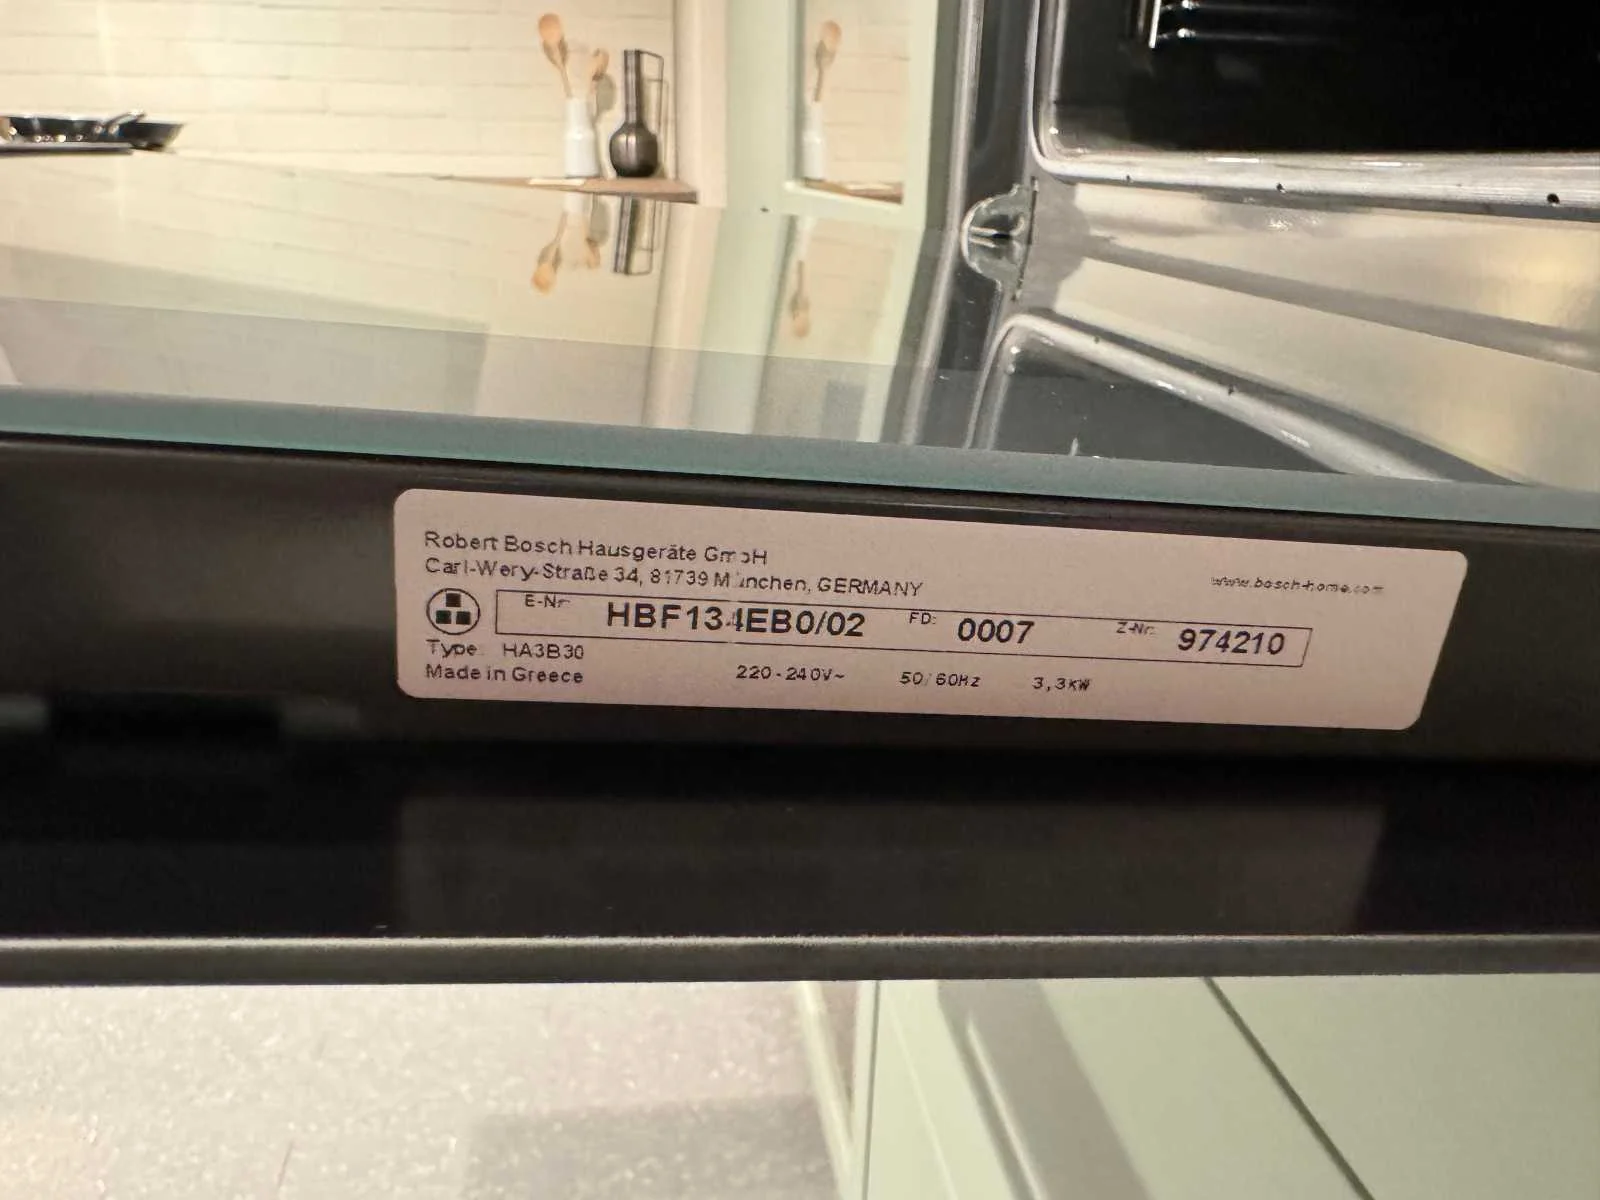 Robert Bosch Hausgeräte GmbH
Carl-Wery-Straße 34, 81739 München, GERMANY
www.bosch-home.com
E-Nr HBF134EB0/02 FD: 0007 Z-Nr: 974210
Type: HA3B30
Made in Greece 220-240V~ 50/60Hz 3,3kW